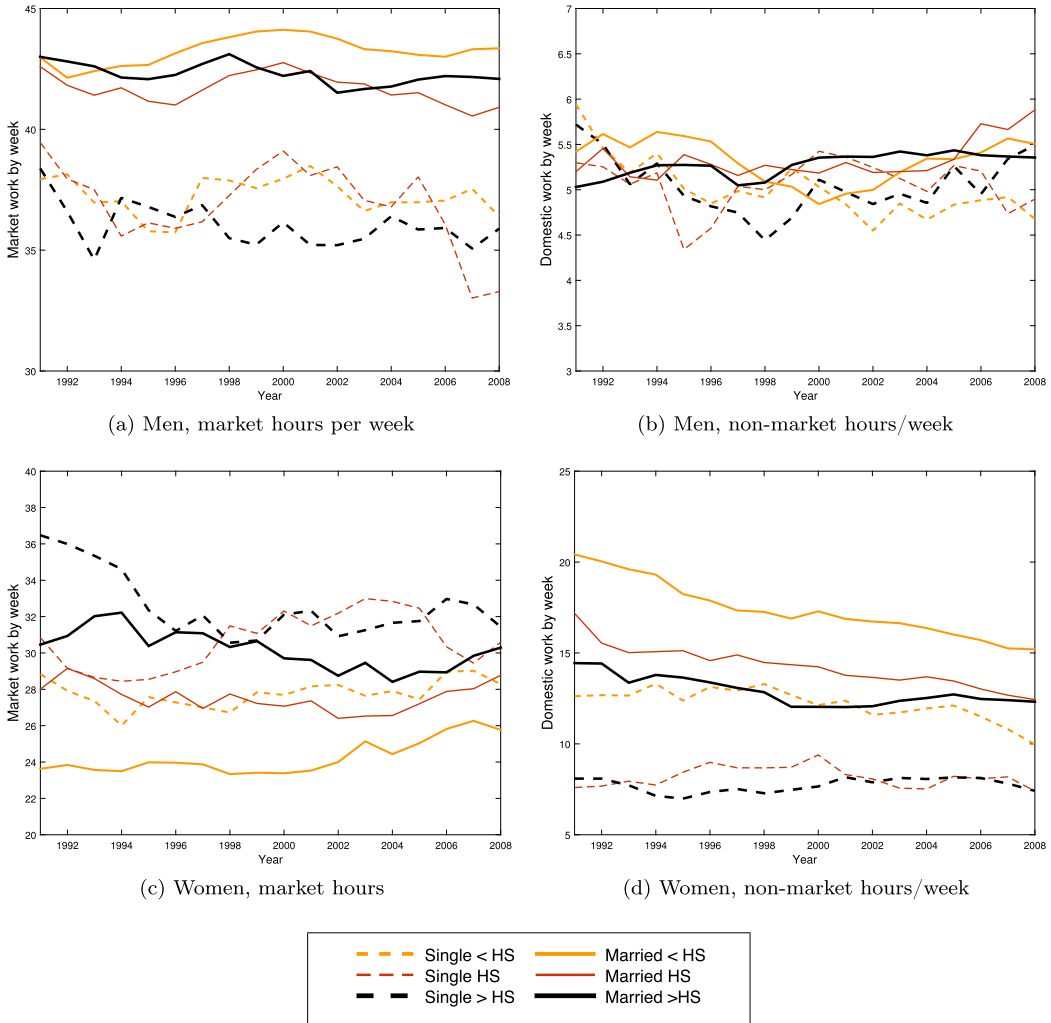 45
40
35
30
Market work by week
1992 1994 1996 1998 2000 2002 2004 2006 2008
Year
(a) Men, market hours per week
7
6.5
6
5.5
5
4.5
4
3.5
3
Domestic work by week
1992 1994 1996 1998 2000 2002 2004 2006 2008
Year
(b) Men, non-market hours/week
40
38
36
34
32
30
28
26
24
22
20
Market work by week
1992 1994 1996 1998 2000 2002 2004 2006 2008
Year
(c) Women, market hours
25
20
15
10
5
Domestic work by week
1992 1994 1996 1998 2000 2002 2004 2006 2008
Year
(d) Women, non-market hours/week
Single < HS Married < HS
Single HS Married HS
Single > HS Married >HS